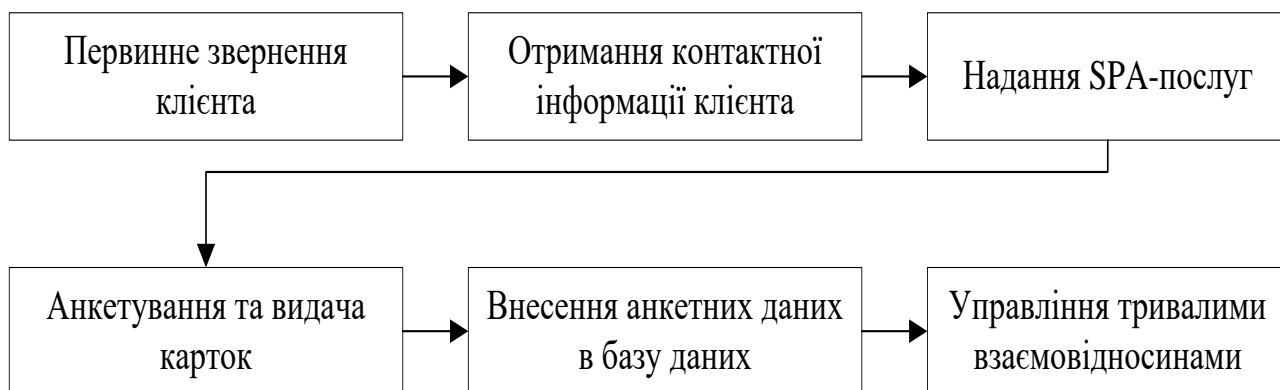 Первинне звернення
клієнта
Отримання контактної
інформації клієнта
Надання SPA-послуг
Анкетування та видача
карток
Внесення анкетних даних
в базу даних
Управління тривалими
взаємовідносинами